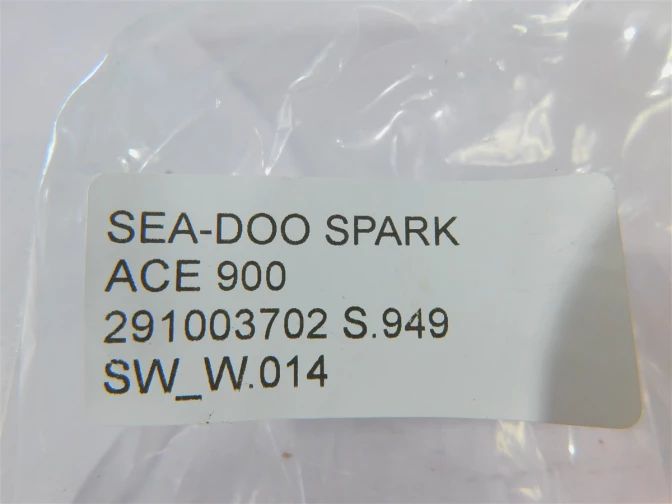 SEA-DOO SPARK
ACE 900
291003702 S.949
SW_W.014